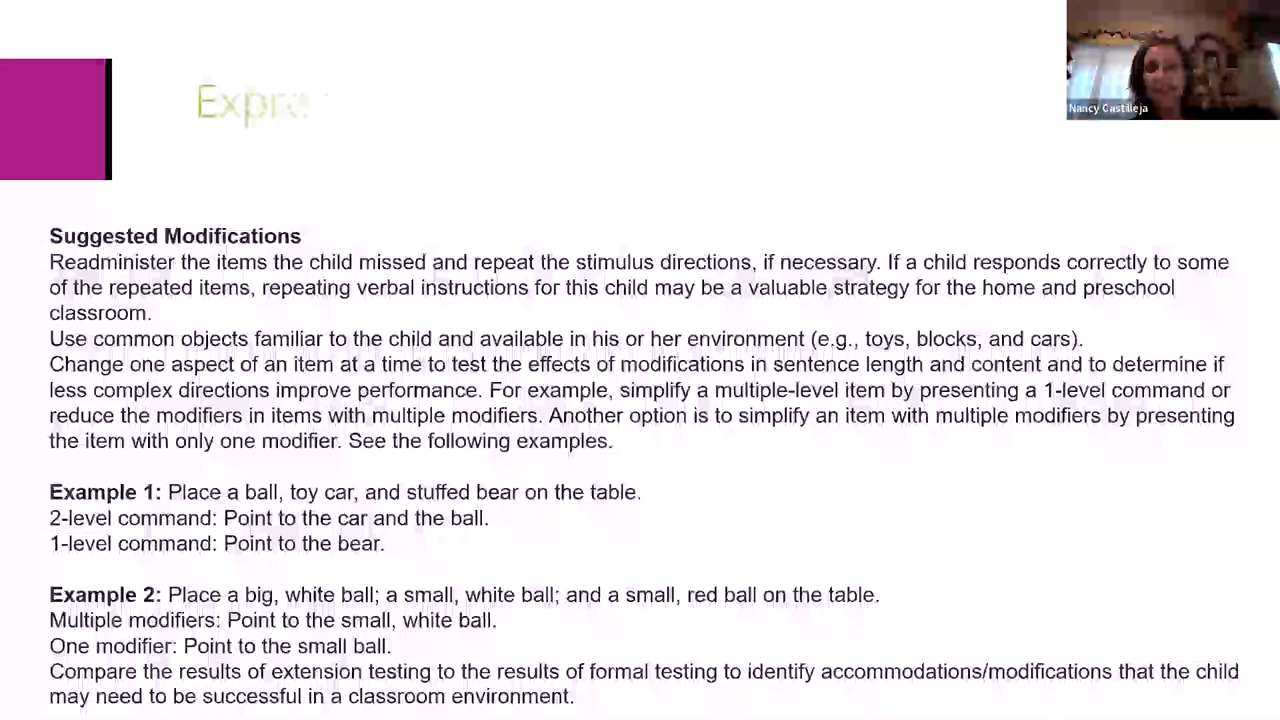 Nancy Castilleja
Suggested Modifications
Readminister the items the child missed and repeat the stimulus directions, if necessary. If a child responds correctly to some
of the repeated items, repeating verbal instructions for this child may be a valuable strategy for the home and preschool
classroom.
Use common objects familiar to the child and available in his or her environment (e.g., toys, blocks, and cars).
Change one aspect of an item at a time to test the effects of modifications in sentence length and content and to determine if
less complex directions improve performance. For example, simplify a multiple-level item by presenting a 1-level command or
reduce the modifiers in items with multiple modifiers. Another option is to simplify an item with multiple modifiers by presenting
the item with only one modifier. See the following examples.
Example 1: Place a ball, toy car, and stuffed bear on the table.
2-level command: Point to the car and the ball.
1-level command: Point to the bear.
Example 2: Place a big, white ball; a small, white ball; and a small, red ball on the table.
Multiple modifiers: Point to the small, white ball.
One modifier: Point to the small ball.
Compare the results of extension testing to the results of formal testing to identify accommodations/modifications that the child
may need to be successful in a classroom environment.